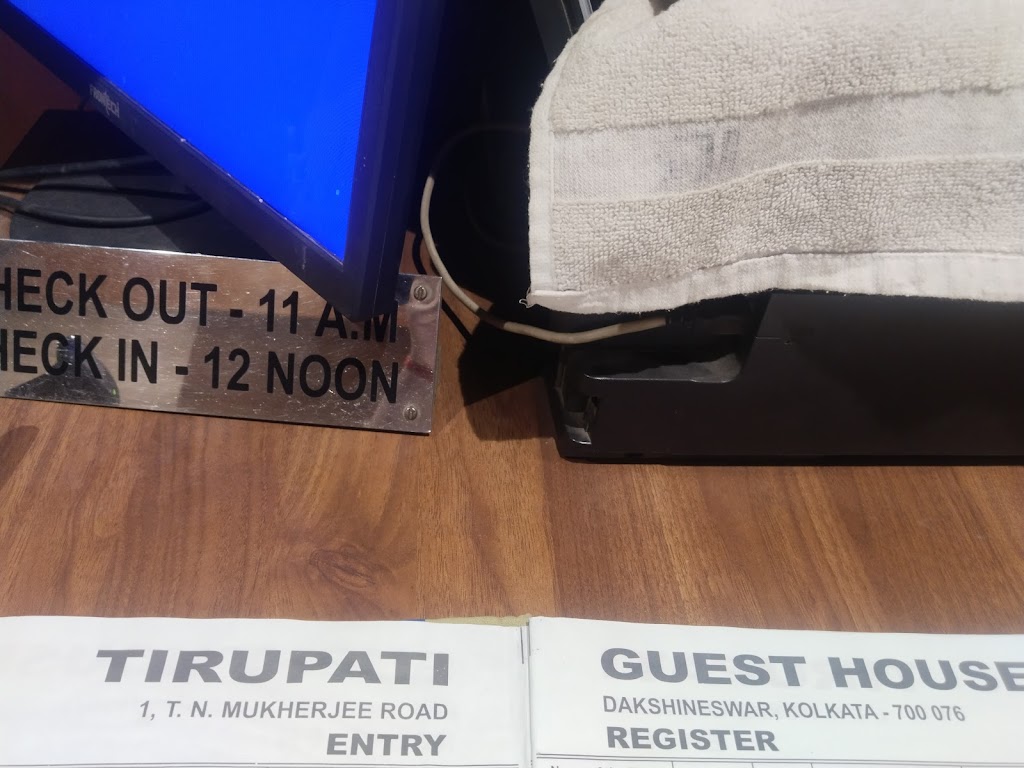 HECK OUT - 11 A.M
HECK IN - 12 NOON
TIRUPATI GUEST HOUSE
1, T. N. MUKHERJEE ROAD DAKSHINESWAR, KOLKATA - 700 076
ENTRY REGISTER